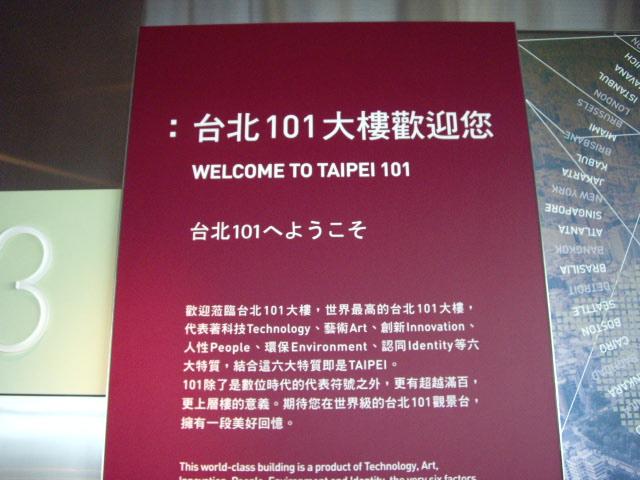 ：台北101大樓歡迎您
WELCOME TO TAIPEI 101
台北101へようこそ
歡迎蒞臨台北101大樓，世界最高的台北101大樓，
代表著科技Technology、藝術Art、創新Innovation、
人性People、環保Environment、認同Identity等六
大特質，結合這六大特質即是TAIPEI。
101除了是數位時代的代表符號之外，更有超越滿百，
更上層樓的意義。期待您在世界級的台北101觀景台，
擁有一段美好回憶。
This world-class building is a product of Technology, Art,
Innovation, People, Environment and Identity, the very six factors
3
HAVANA
ISTANBUL
LONDON
BRUSSELS
MIAMI
BRISBANE
KABUL
JAKARTA
NEW YORK
SINGAPORE
ATLANTA
BANGKOK
BRASILIA
DETROIT
SEATTLE
BOSTON
CAIRO